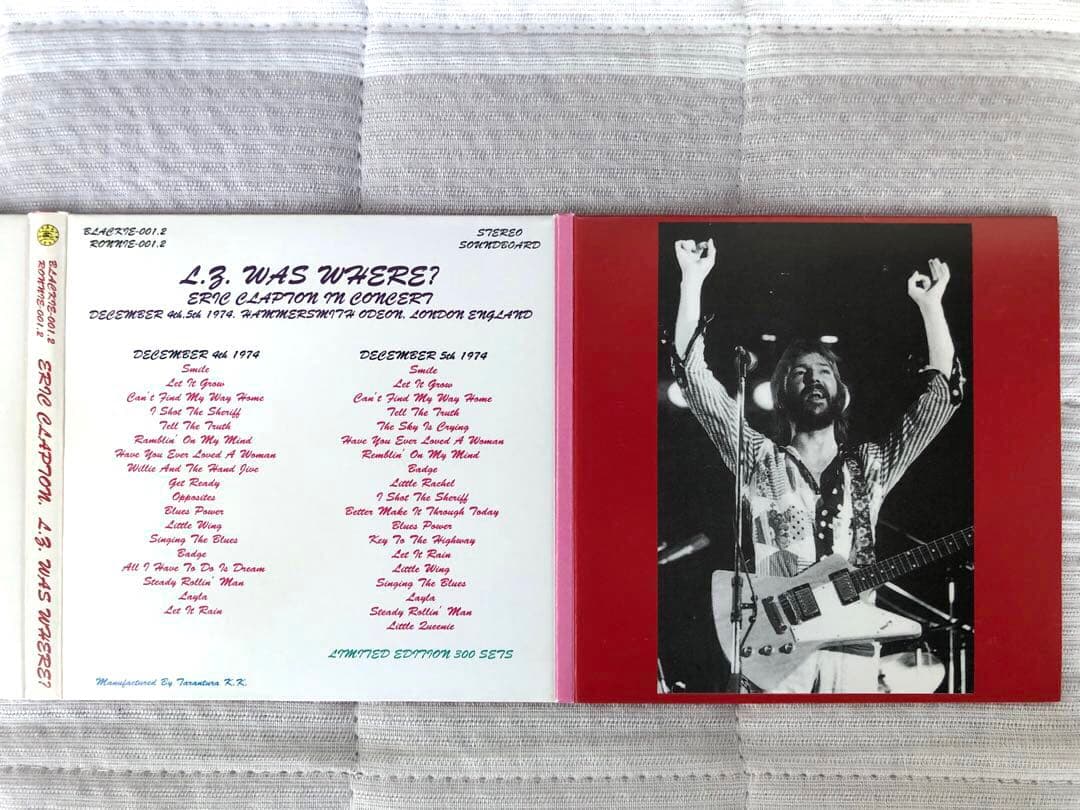 BLACKIE-001.2
RONNIE-001.2
ERIC CLAPTON. L.Z. WAS WHERE?
BLACKIE-001.2
RONNIE-001.2
STEREO
SOUNDBOARD
L.Z. WAS WHERE?
ERIC CLAPTON IN CONCERT
DECEMBER 4th.5th 1974. HAMMERSMITH ODEON. LONDON ENGLAND
DECEMBER 4th 1974
Smile
Let It Grow
Can't Find My Way Home
I Shot The Sheriff
Tell The Truth
Ramblin' On My Mind
Have You Ever Loved A Woman
Willie And The Hand Jive
Get Ready
Opposites
Blues Power
Little Wing
Singing The Blues
Badge
All I Have To Do Is Dream
Steady Rollin' Man
Layla
Let It Rain
DECEMBER 5th 1974
Smile
Let It Grow
Can't Find My Way Home
Tell The Truth
The Sky Is Crying
Have You Ever Loved A Woman
Remblin' On My Mind
Badge
Little Rachel
I Shot The Sheriff
Better Make It Through Today
Blues Power
Key To The Highway
Let It Rain
Little Wing
Singing The Blues
Layla
Steady Rollin' Man
Little Queenie
LIMITED EDITION 300 SETS
Manufactured By Tarantura K.K.